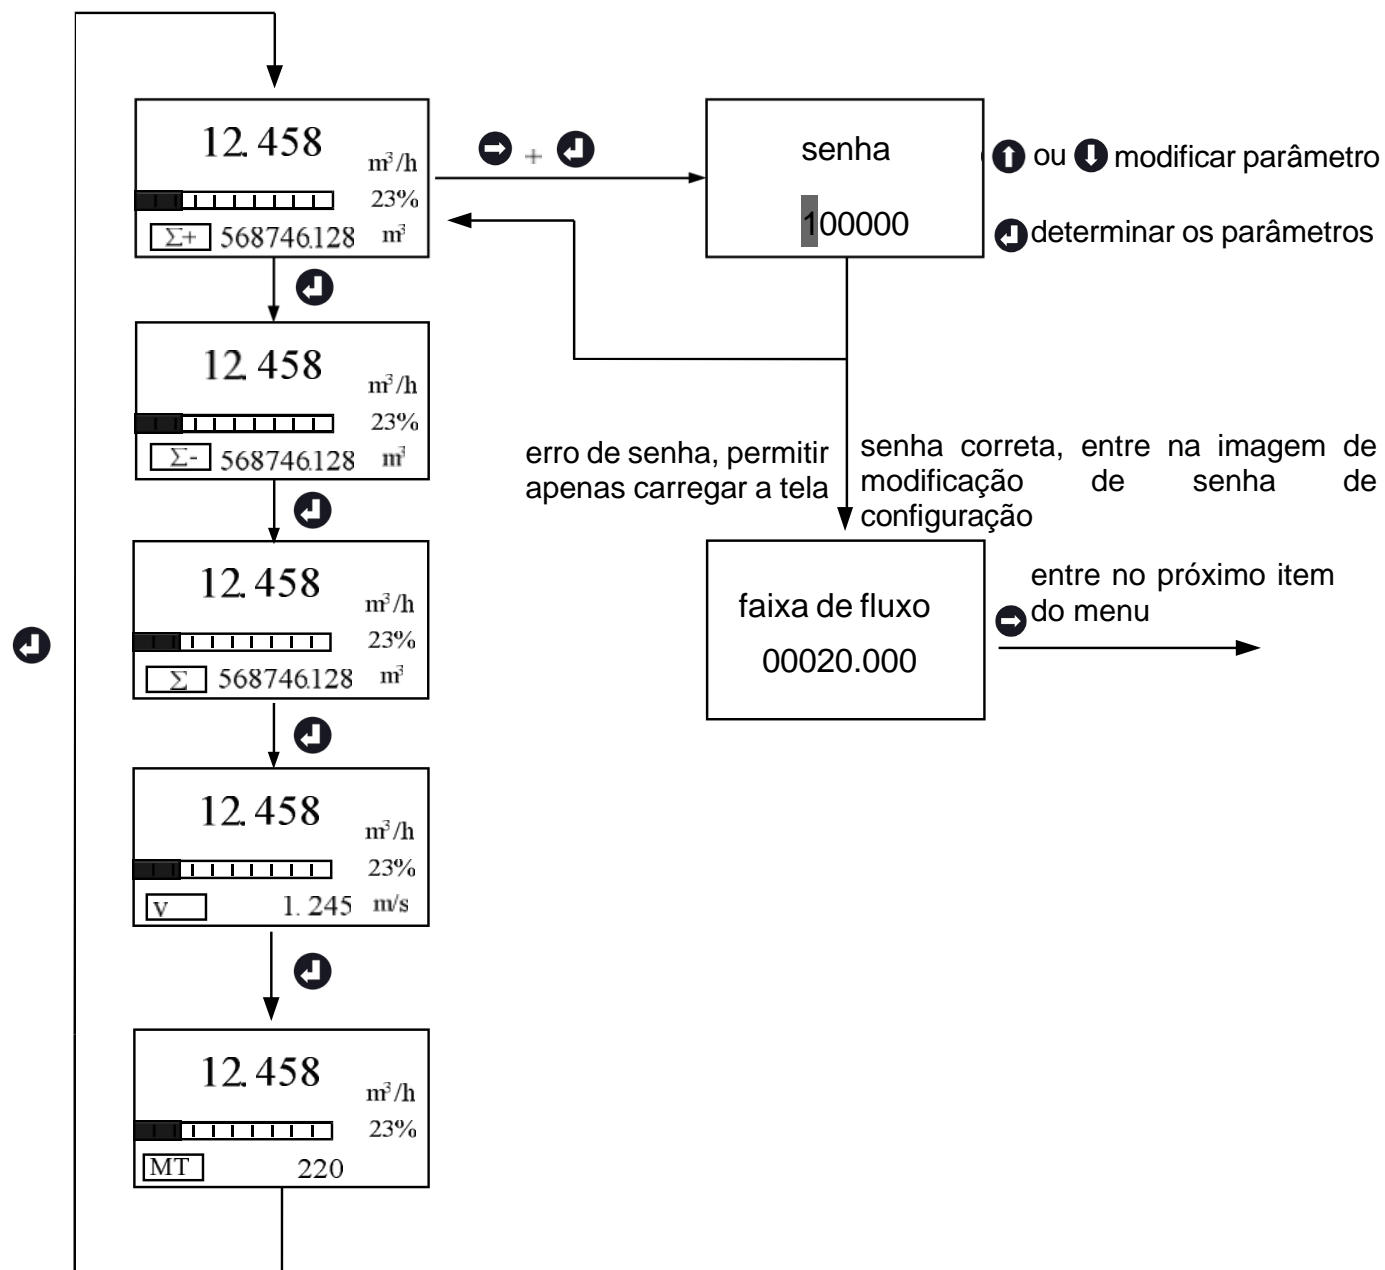 12.458
m³/h
23%
Σ+ 568746.128 m³
+
senha
100000
ou modificar parâmetro
determinar os parâmetros
12.458
m³/h
23%
Σ- 568746.128 m³
erro de senha, permitir
apenas carregar a tela
senha correta, entre na imagem de
modificação de senha de
configuração
12.458
m³/h
23%
Σ 568746.128 m³
faixa de fluxo
00020.000
entre no próximo item
do menu
12.458
m³/h
23%
V 1.245 m/s
12.458
m³/h
23%
MT 220